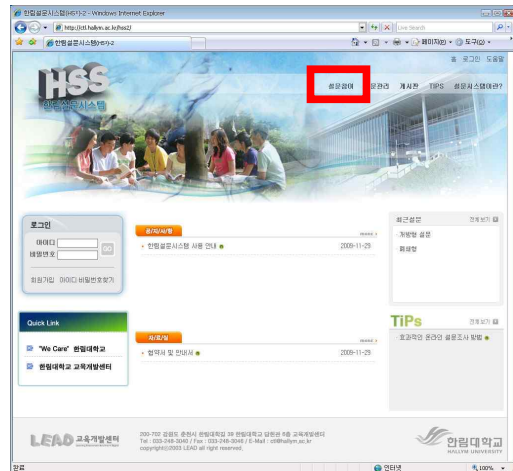 한림설문시스템(HSS)-2 - Windows Internet Explorer
http://ctl.hallym.ac.kr/hss2/
Live Search
한림설문시스템(HSS)-2
페이지(P)
도구(O)
홈 로그인 도움말
HSS
한림설문시스템
설문참여
문관리 게시판 TIPS 설문시스템이란?
로그인
아이디
비밀번호
GO
회원가입 아이디 비밀번호찾기
공/지/사/항
more
한림설문시스템 사용 안내
2009-11-29
최근설문
전체보기
개방형 설문
폐쇄형
Quick Link
"We Care" 한림대학교
한림대학교 교육개발센터
자/료/실
more
협약서 및 안내서
2009-11-29
TiPs
전체보기
효과적인 온라인 설문조사 방법
LEAD 교육개발센터
200-702 강원도 춘천시 한림대학길 39 한림대학교
교육개발센터
Tel : 033-248-3040 / Fax : 033-248-3046 / E-Mail : ctl@hallym.ac.kr
copyright(c)2003 LEAD all right reserved.
한림대학교
HALLYM UNIVERSITY
완료
인터넷
100%